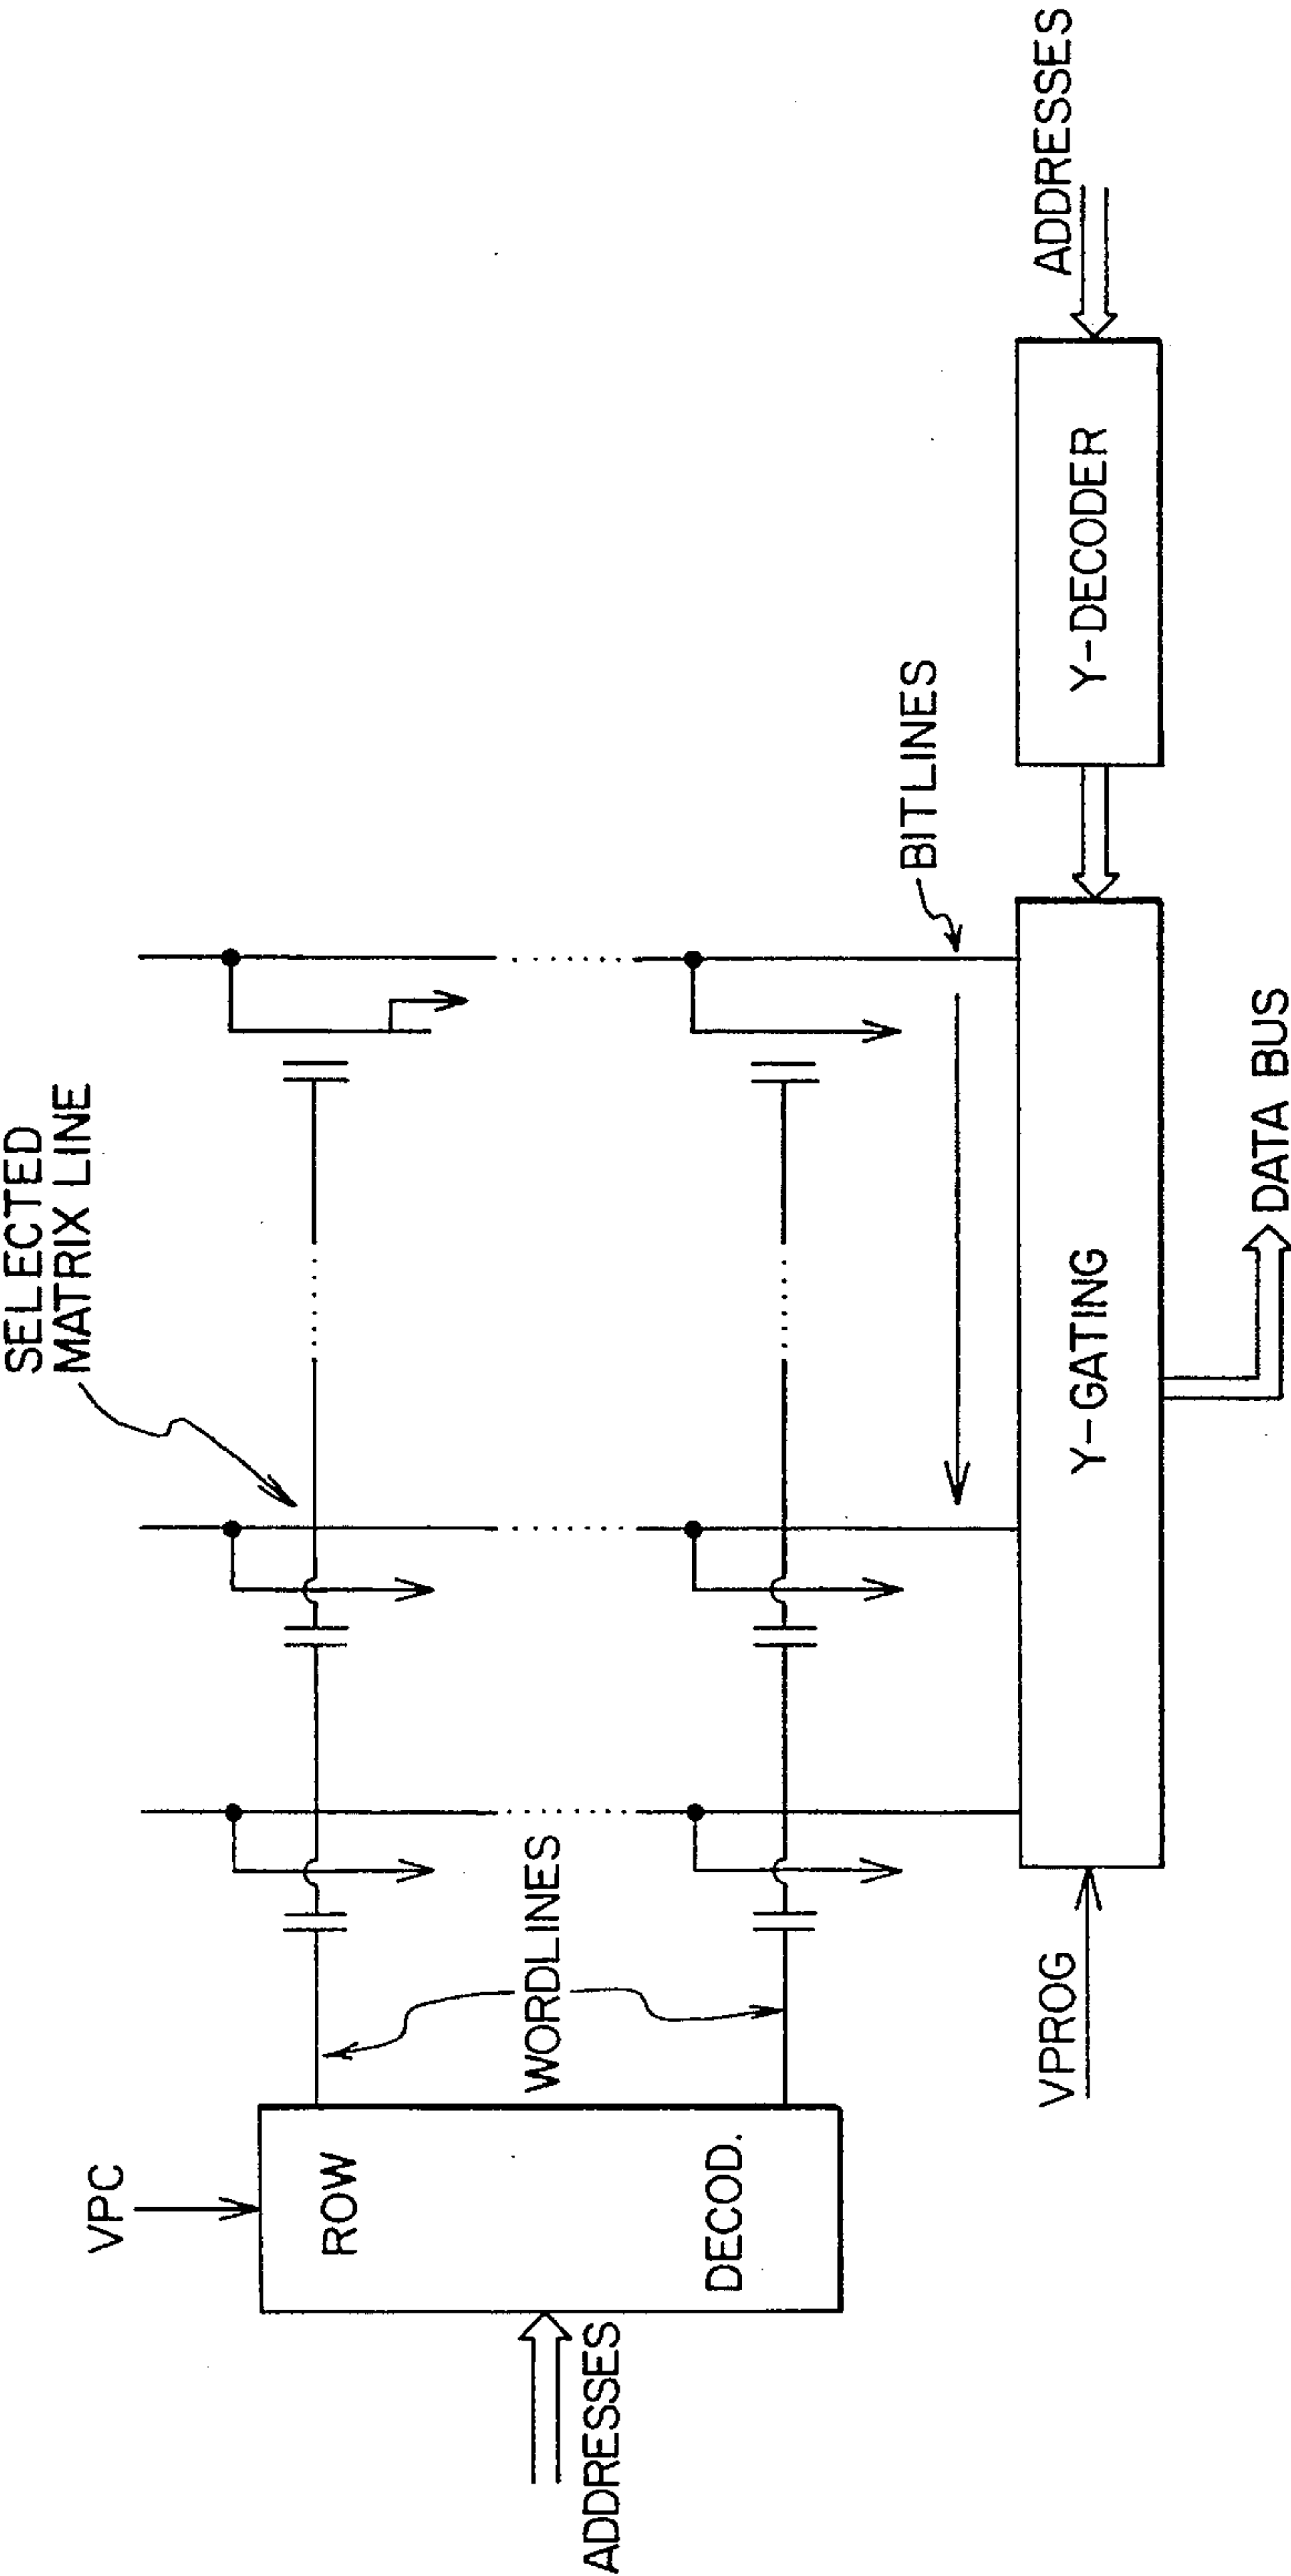 SELECTED
MATRIX LINE
VPC
ROW
DECOD.
ADDRESSES
WORDLINES
BITLINES
VPROG
Y-GATING
Y-DECODER
ADDRESSES
DATA BUS